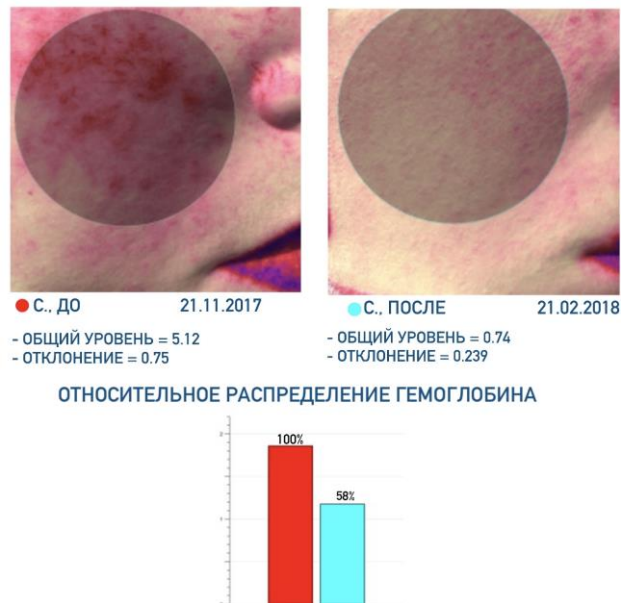 С., ДО 21.11.2017
- ОБЩИЙ УРОВЕНЬ = 5.12
- ОТКЛОНЕНИЕ = 0.75
С., ПОСЛЕ 21.02.2018
- ОБЩИЙ УРОВЕНЬ = 0.74
- ОТКЛОНЕНИЕ = 0.239
ОТНОСИТЕЛЬНОЕ РАСПРЕДЕЛЕНИЕ ГЕМОГЛОБИНА
100%
58%